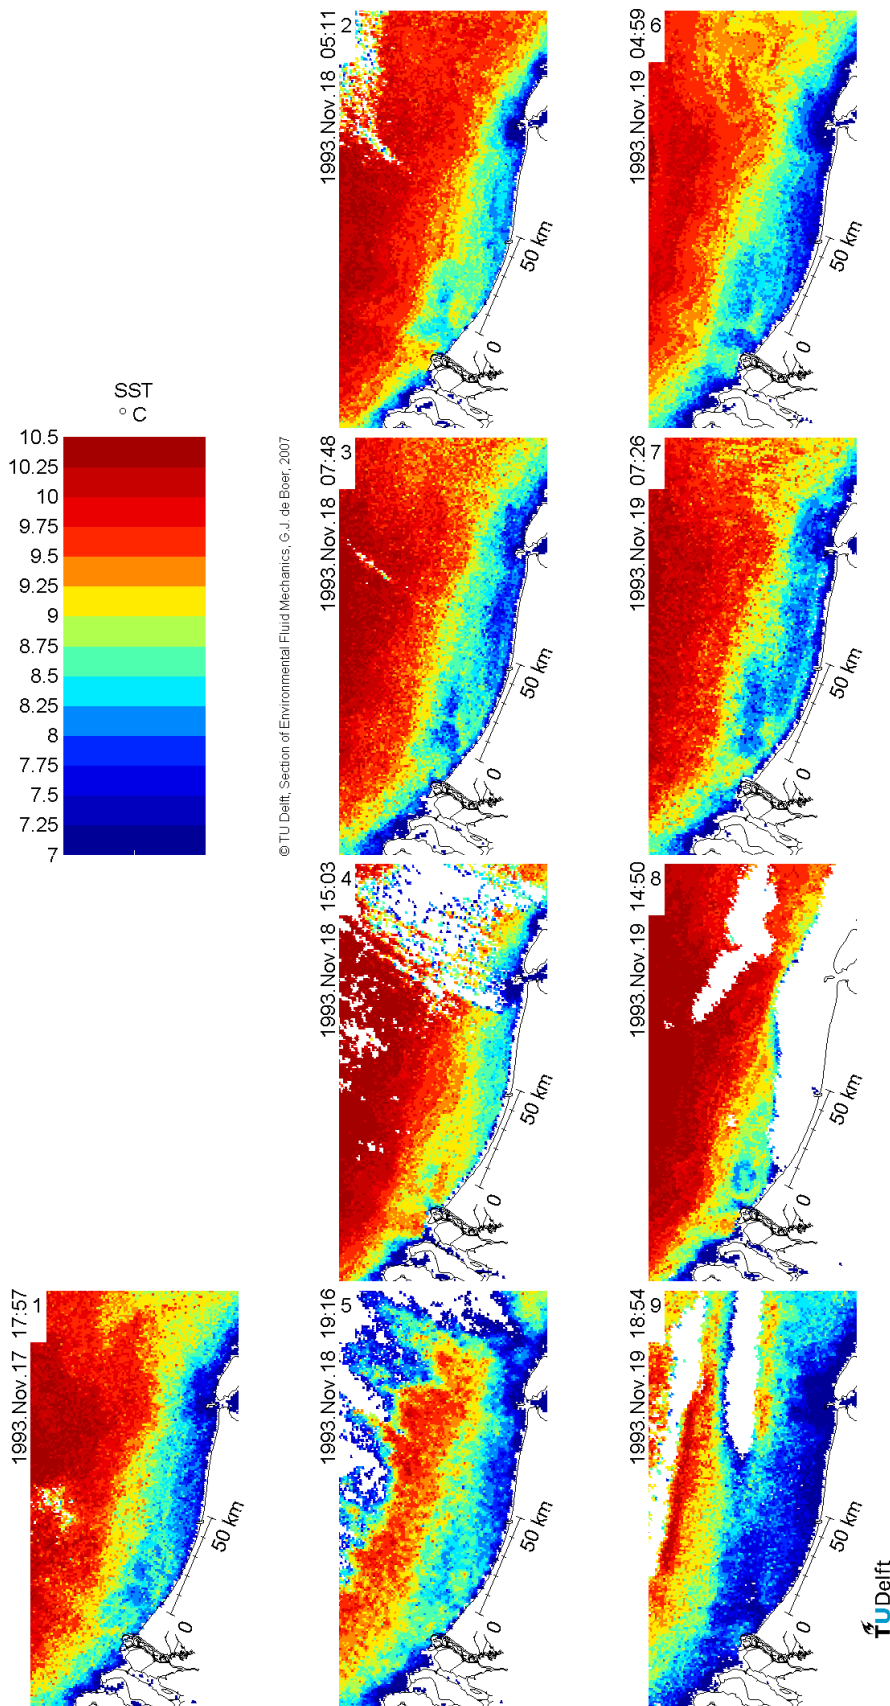 1993.Nov.18 05:11
2
0
50 km
1993.Nov.19 04:59
6
0
50 km
SST
° C
10.5
10.25
10
9.75
9.5
9.25
9
8.75
8.5
8.25
8
7.75
7.5
7.25
7
© TU Delft, Section of Environmental Fluid Mechanics, G.J. de Boer, 2007
1993.Nov.18 07:48
3
0
50 km
1993.Nov.19 07:26
7
0
50 km
1993.Nov.18 15:03
4
0
50 km
1993.Nov.19 14:50
8
0
50 km
1993.Nov.17 17:57
1
0
50 km
1993.Nov.18 19:16
5
0
50 km
1993.Nov.19 18:54
9
0
50 km
TUDelft